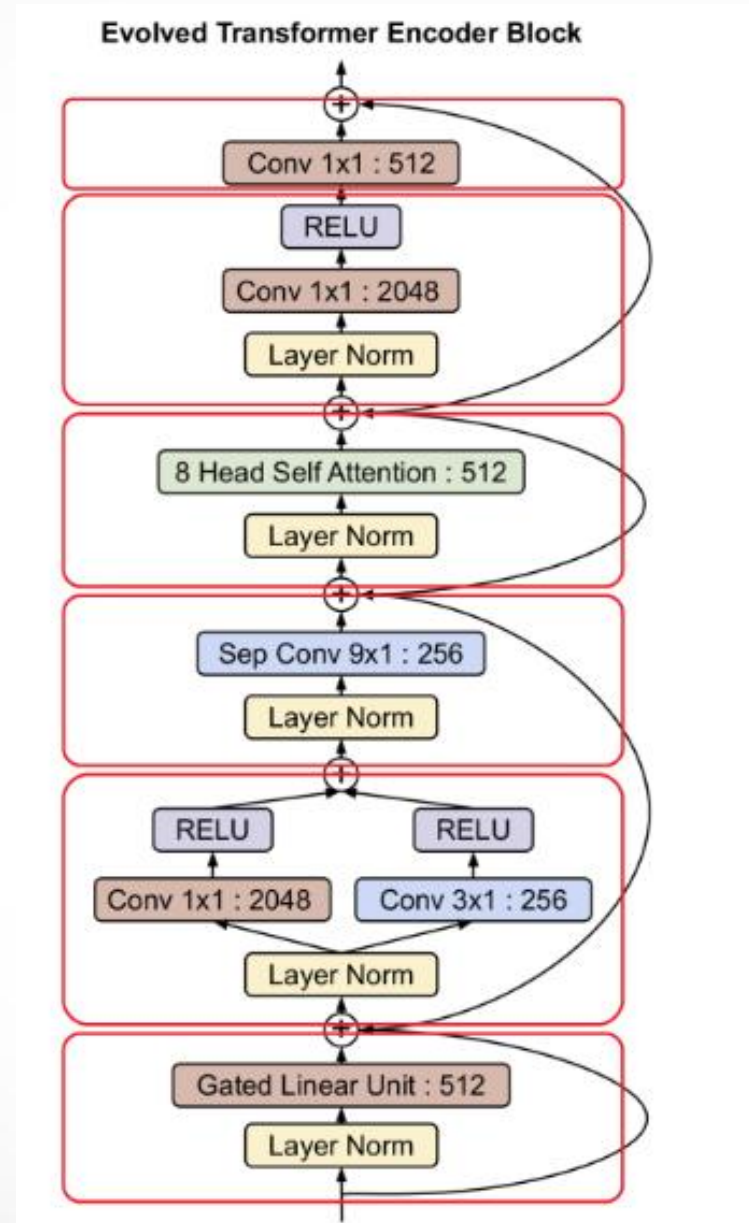 Evolved Transformer Encoder Block
+
Conv 1x1 : 512
RELU
Conv 1x1 : 2048
Layer Norm
+
8 Head Self Attention : 512
Layer Norm
+
Sep Conv 9x1 : 256
Layer Norm
+
RELU RELU
Conv 1x1 : 2048 Conv 3x1 : 256
Layer Norm
+
Gated Linear Unit : 512
Layer Norm